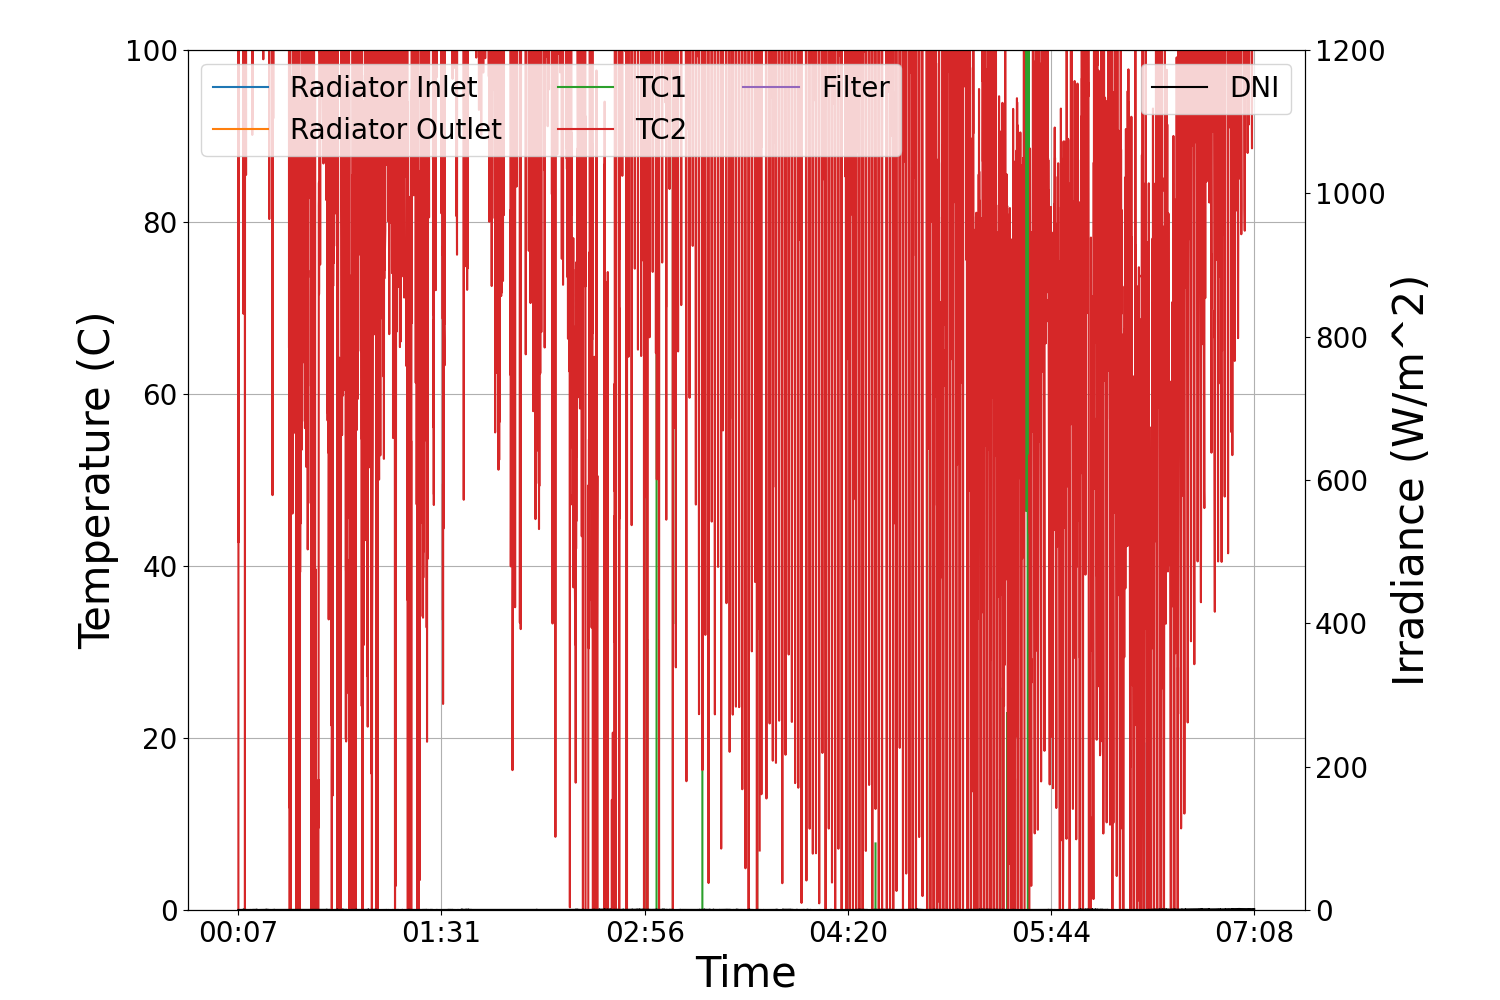 Radiator Inlet
Radiator Outlet
TC1
TC2
Filter
DNI
Temperature (C)
100
80
60
40
20
0
1200
1000
800
600
400
200
0
Irradiance (W/m^2)
00:07 01:31 02:56 04:20 05:44 07:08
Time